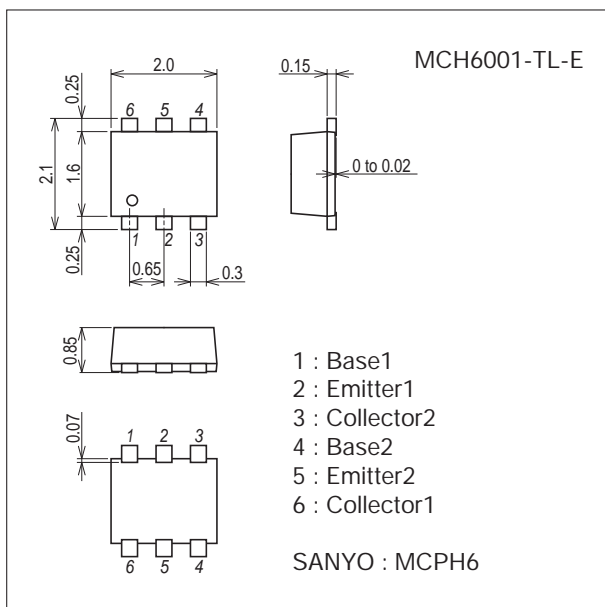 MCH6001-TL-E
2.0
0.15
0.25
6 5 4
2.1
1.6
0 to 0.02
1 2 3
0.25
0.65
0.3
0.85
1 : Base1
2 : Emitter1
3 : Collector2
4 : Base2
5 : Emitter2
6 : Collector1
0.07
1 2 3
6 5 4
SANYO : MCPH6